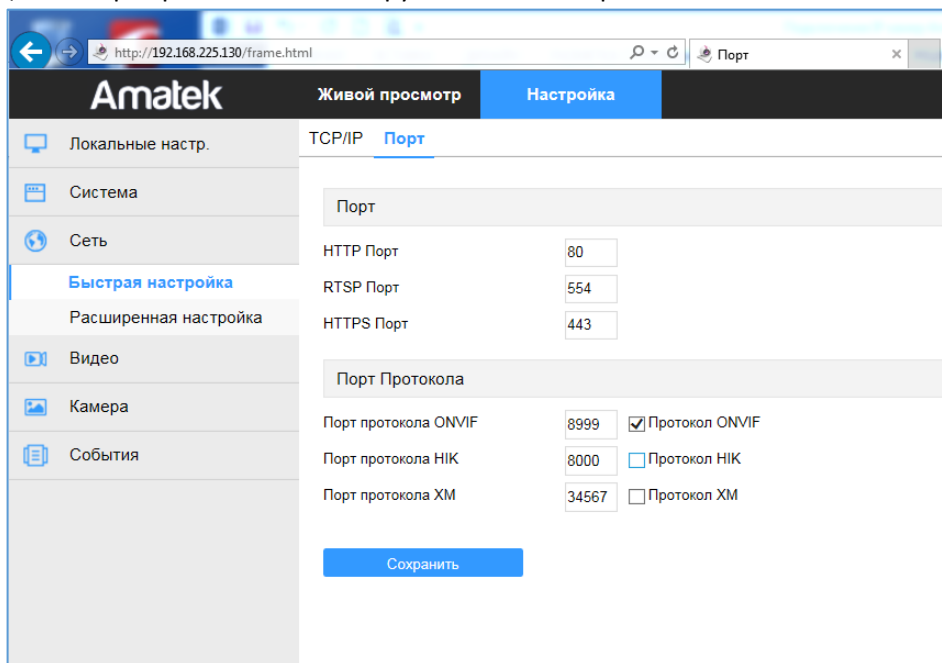 http://192.168.225.130/frame.html
Порт
Amatek
Живой просмотр
Настройка
Локальные настр.
Система
Сеть
Быстрая настройка
Расширенная настройка
Видео
Камера
События
TCP/IP
Порт
Порт
HTTP Порт 80
RTSP Порт 554
HTTPS Порт 443
Порт Протокола
Порт протокола ONVIF 8999 Протокол ONVIF
Порт протокола HIK 8000 Протокол HIK
Порт протокола XM 34567 Протокол XM
Сохранить